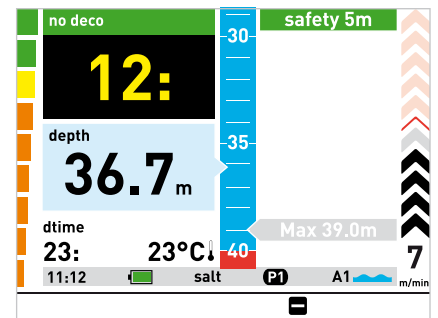 no deco
12:
depth
36.7 m
dtime
23: 23°C
11:12 salt P1 A1
30
35
40
safety 5m
Max 39.0m
7
m/min